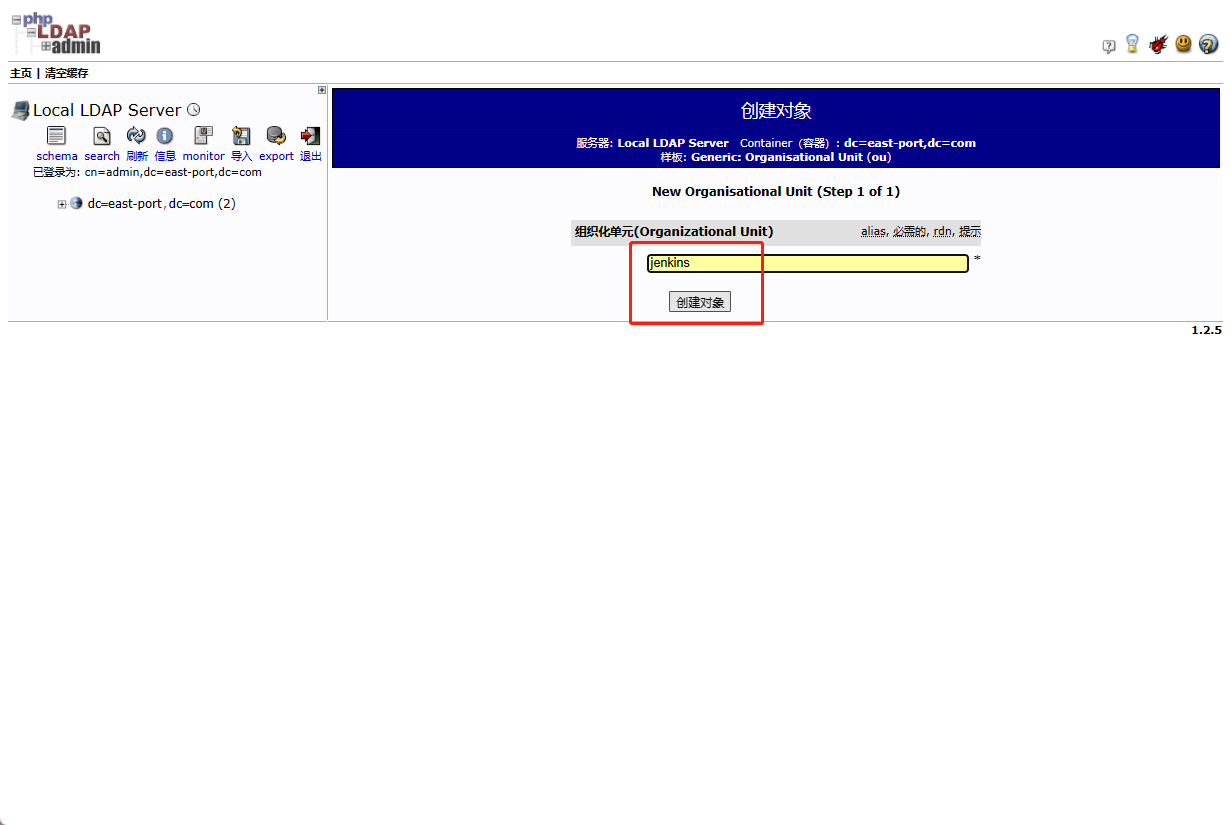 php
LDAP
admin
主页 | 清空缓存
Local LDAP Server
schema search 刷新 信息 monitor 导入 export 退出
已登录为: cn=admin,dc=east-port,dc=com
dc=east-port,dc=com (2)
创建对象
服务器: Local LDAP Server Container (容器) : dc=east-port,dc=com
样板: Generic: Organisational Unit (ou)
New Organisational Unit (Step 1 of 1)
组织化单元(Organizational Unit) alias, 必需的, rdn, 提示
jenkins *
创建对象
1.2.5